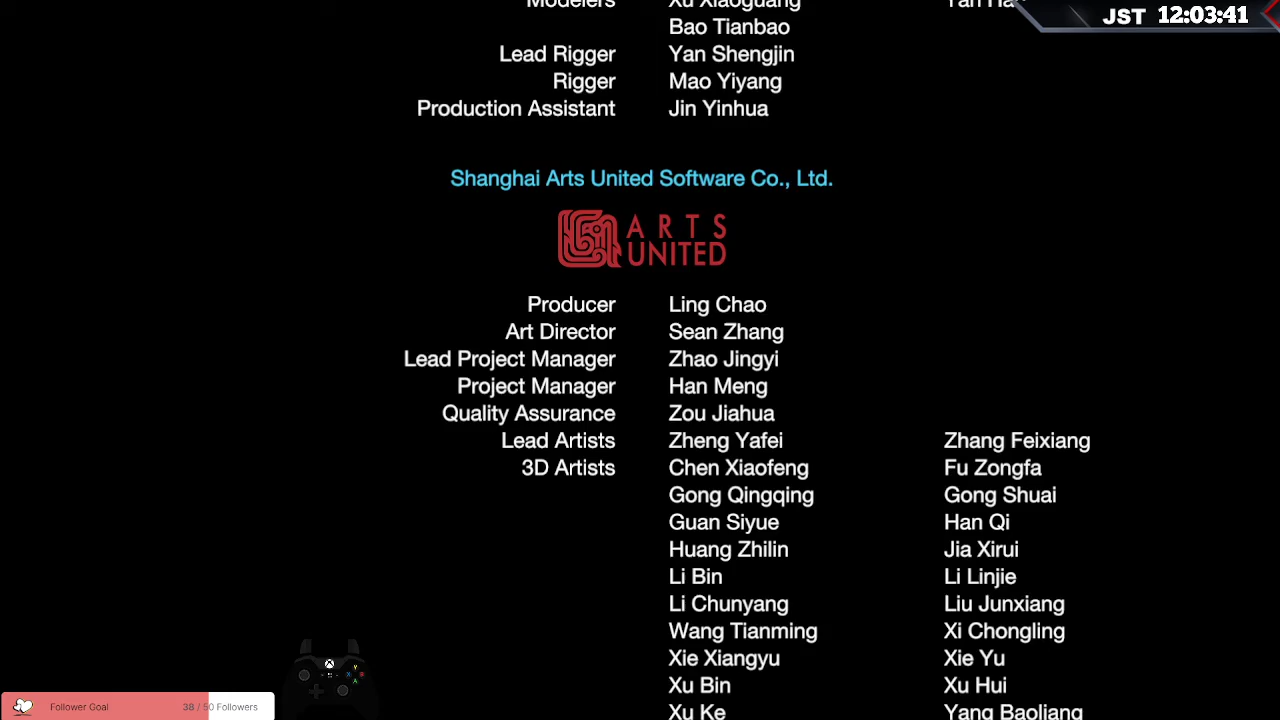 Modelers Xu Xiaoguang
JST 12:03:41
Bao Tianbao
Lead Rigger Yan Shengjin
Rigger Mao Yiyang
Production Assistant Jin Yinhua
Shanghai Arts United Software Co., Ltd.
ARTS
UNITED
Producer Ling Chao
Art Director Sean Zhang
Lead Project Manager Zhao Jingyi
Project Manager Han Meng
Quality Assurance Zou Jiahua
Lead Artists Zheng Yafei Zhang Feixiang
3D Artists Chen Xiaofeng Fu Zongfa
Gong Qingqing Gong Shuai
Guan Siyue Han Qi
Huang Zhilin Jia Xirui
Li Bin Li Linjie
Li Chunyang Liu Junxiang
Wang Tianming Xi Chongling
Xie Xiangyu Xie Yu
Xu Bin Xu Hui
Xu Ke Yang Baoliang
Follower Goal 38 / 50 Followers